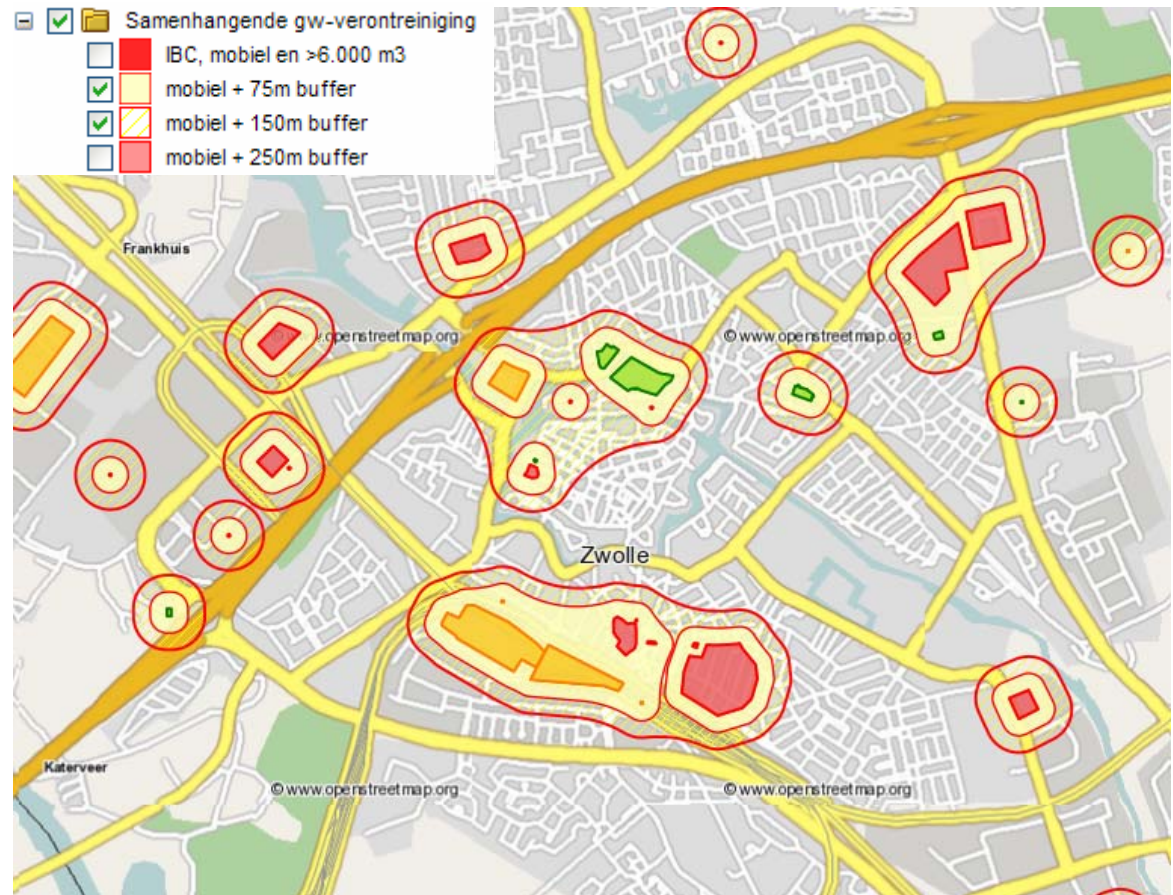 Samenhangende gw-verontreiniging
IBC, mobiel en >6.000 m3
mobiel + 75m buffer
mobiel + 150m buffer
mobiel + 250m buffer
Frankhuis
© www.openstreetmap.org
© www.openstreetmap.org
Zwolle
Katerveer
© www.openstreetmap.org
© www.openstreetmap.org